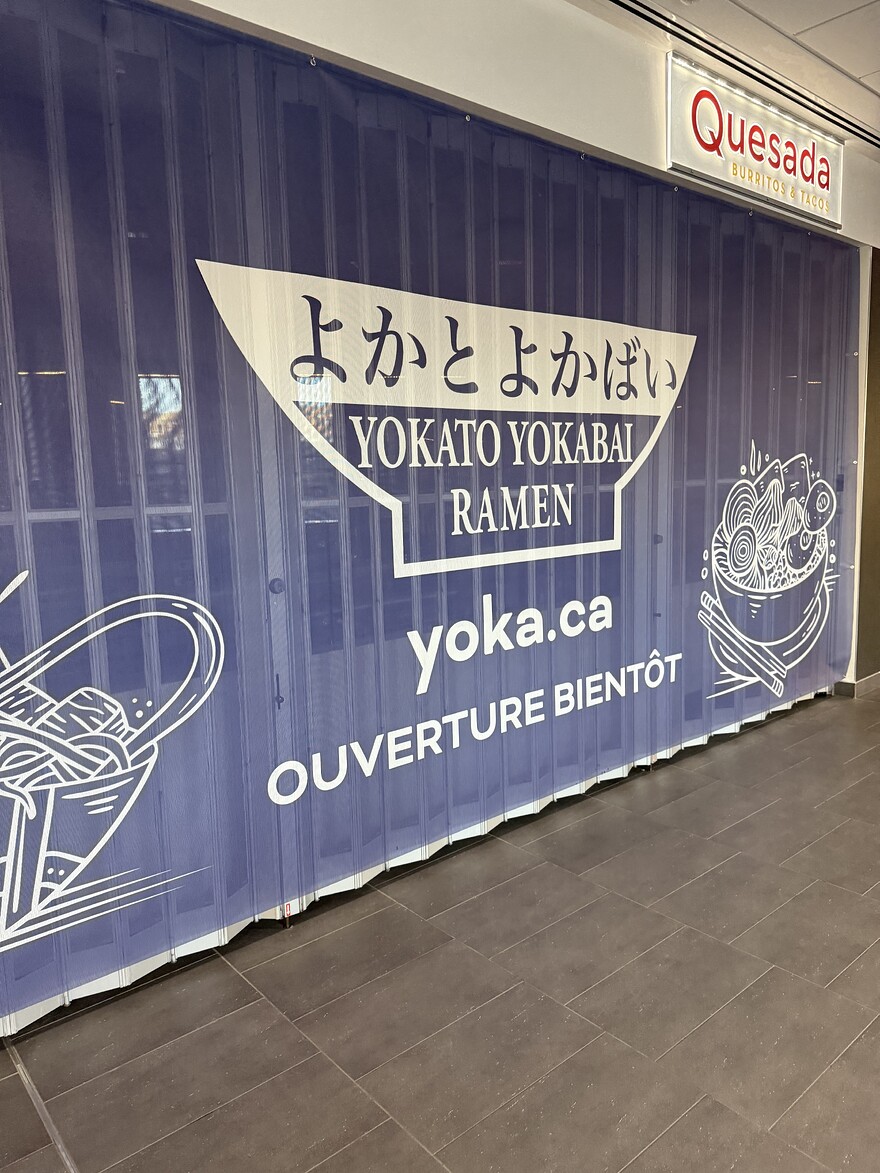 Quesada
BURRITOS & TACOS
よかとよかばい
YOKATO YOKABAI
RAMEN
yoka.ca
OUVERTURE BIENTÔT